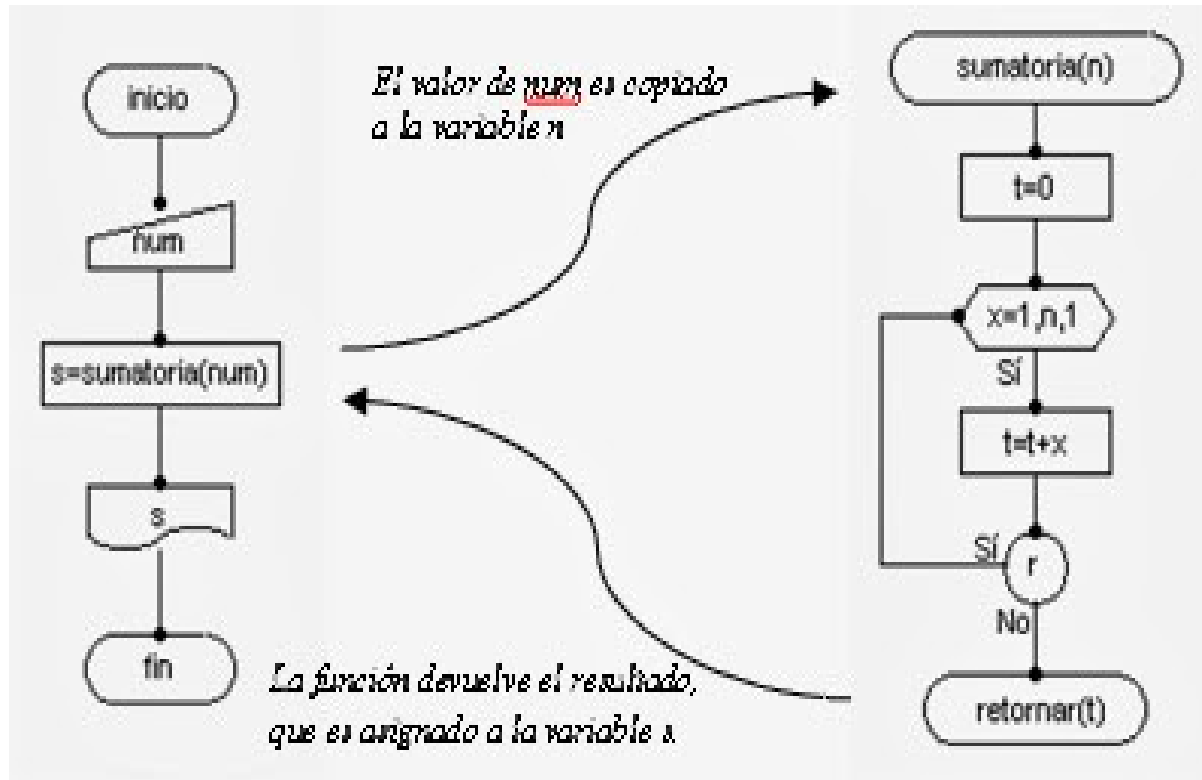 inicio
num
s=sumatoria(num)
s
fin
El valor de num es copiado
a la variable n
La función devuelve el resultado,
que es asignado a la variable s.
sumatoria(n)
t=0
x=1,n,1
Sí
t=t+x
Sí
r
No
retornar(t)